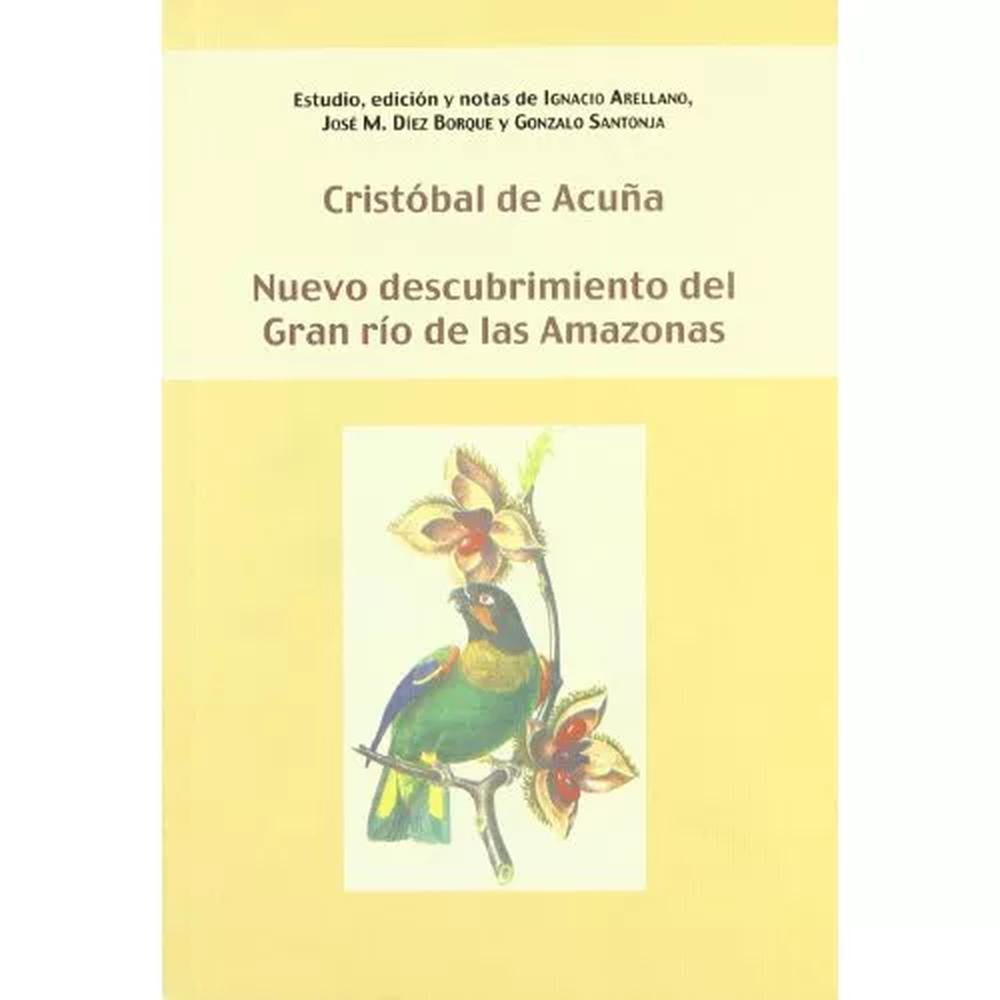 Estudio, edición y notas de Ignacio Arellano,
José M. Díez Borque y Gonzalo Santonja
Cristóbal de Acuña
Nuevo descubrimiento del
Gran río de las Amazonas